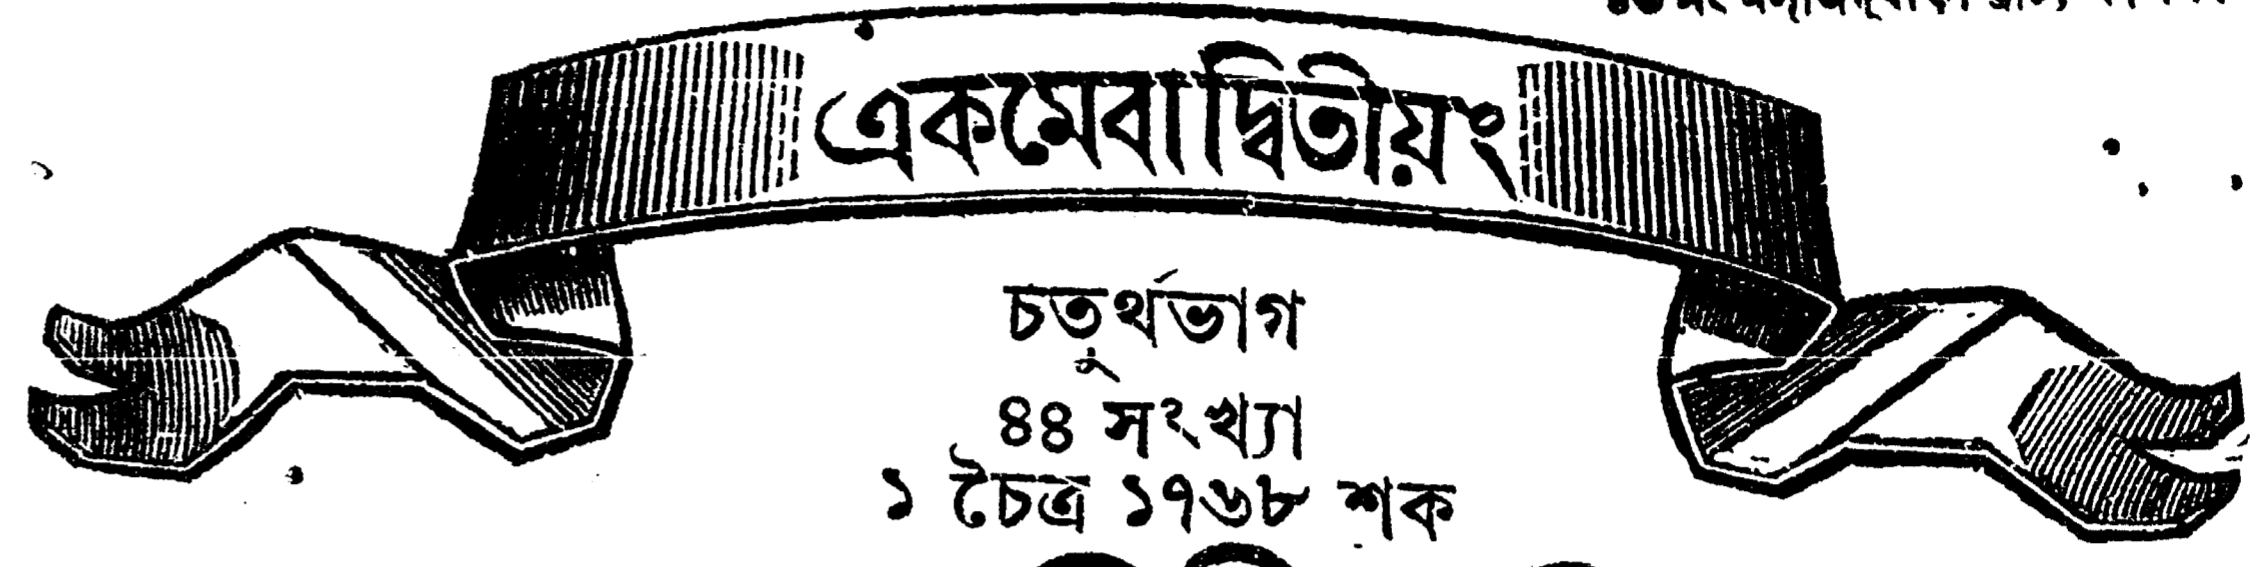 একমেবাদ্বিতীয়ং
চতুর্থভাগ
৪৪ সংখ্যা
১ চৈত্র ১৭৬৮ শক